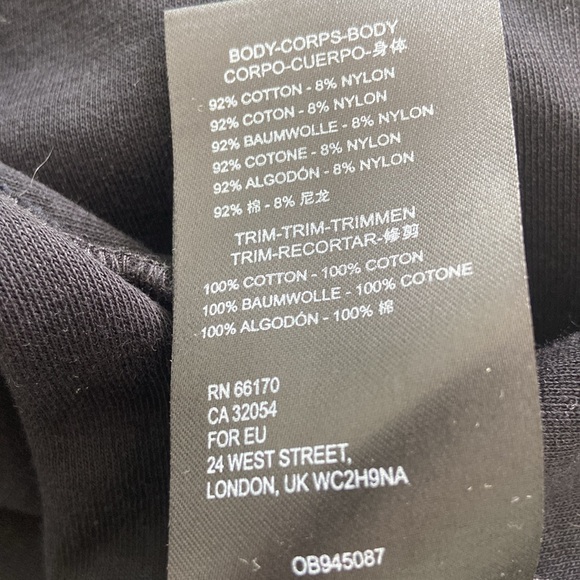 BODY-CORPS-BODY
CORPO-CUERPO-身体
92% COTTON - 8% NYLON
92% COTON - 8% NYLON
92% BAUMWOLLE - 8% NYLON
92% COTONE - 8% NYLON
92% ALGODÓN - 8% NYLON
92% 棉 - 8% 尼龙
TRIM-TRIM-TRIMMEN
TRIM-RECORTAR-修剪
100% COTTON - 100% COTON
100% BAUMWOLLE - 100% COTONE
100% ALGODÓN - 100% 棉
RN 66170
CA 32054
FOR EU
24 WEST STREET,
LONDON, UK WC2H9NA
OB945087